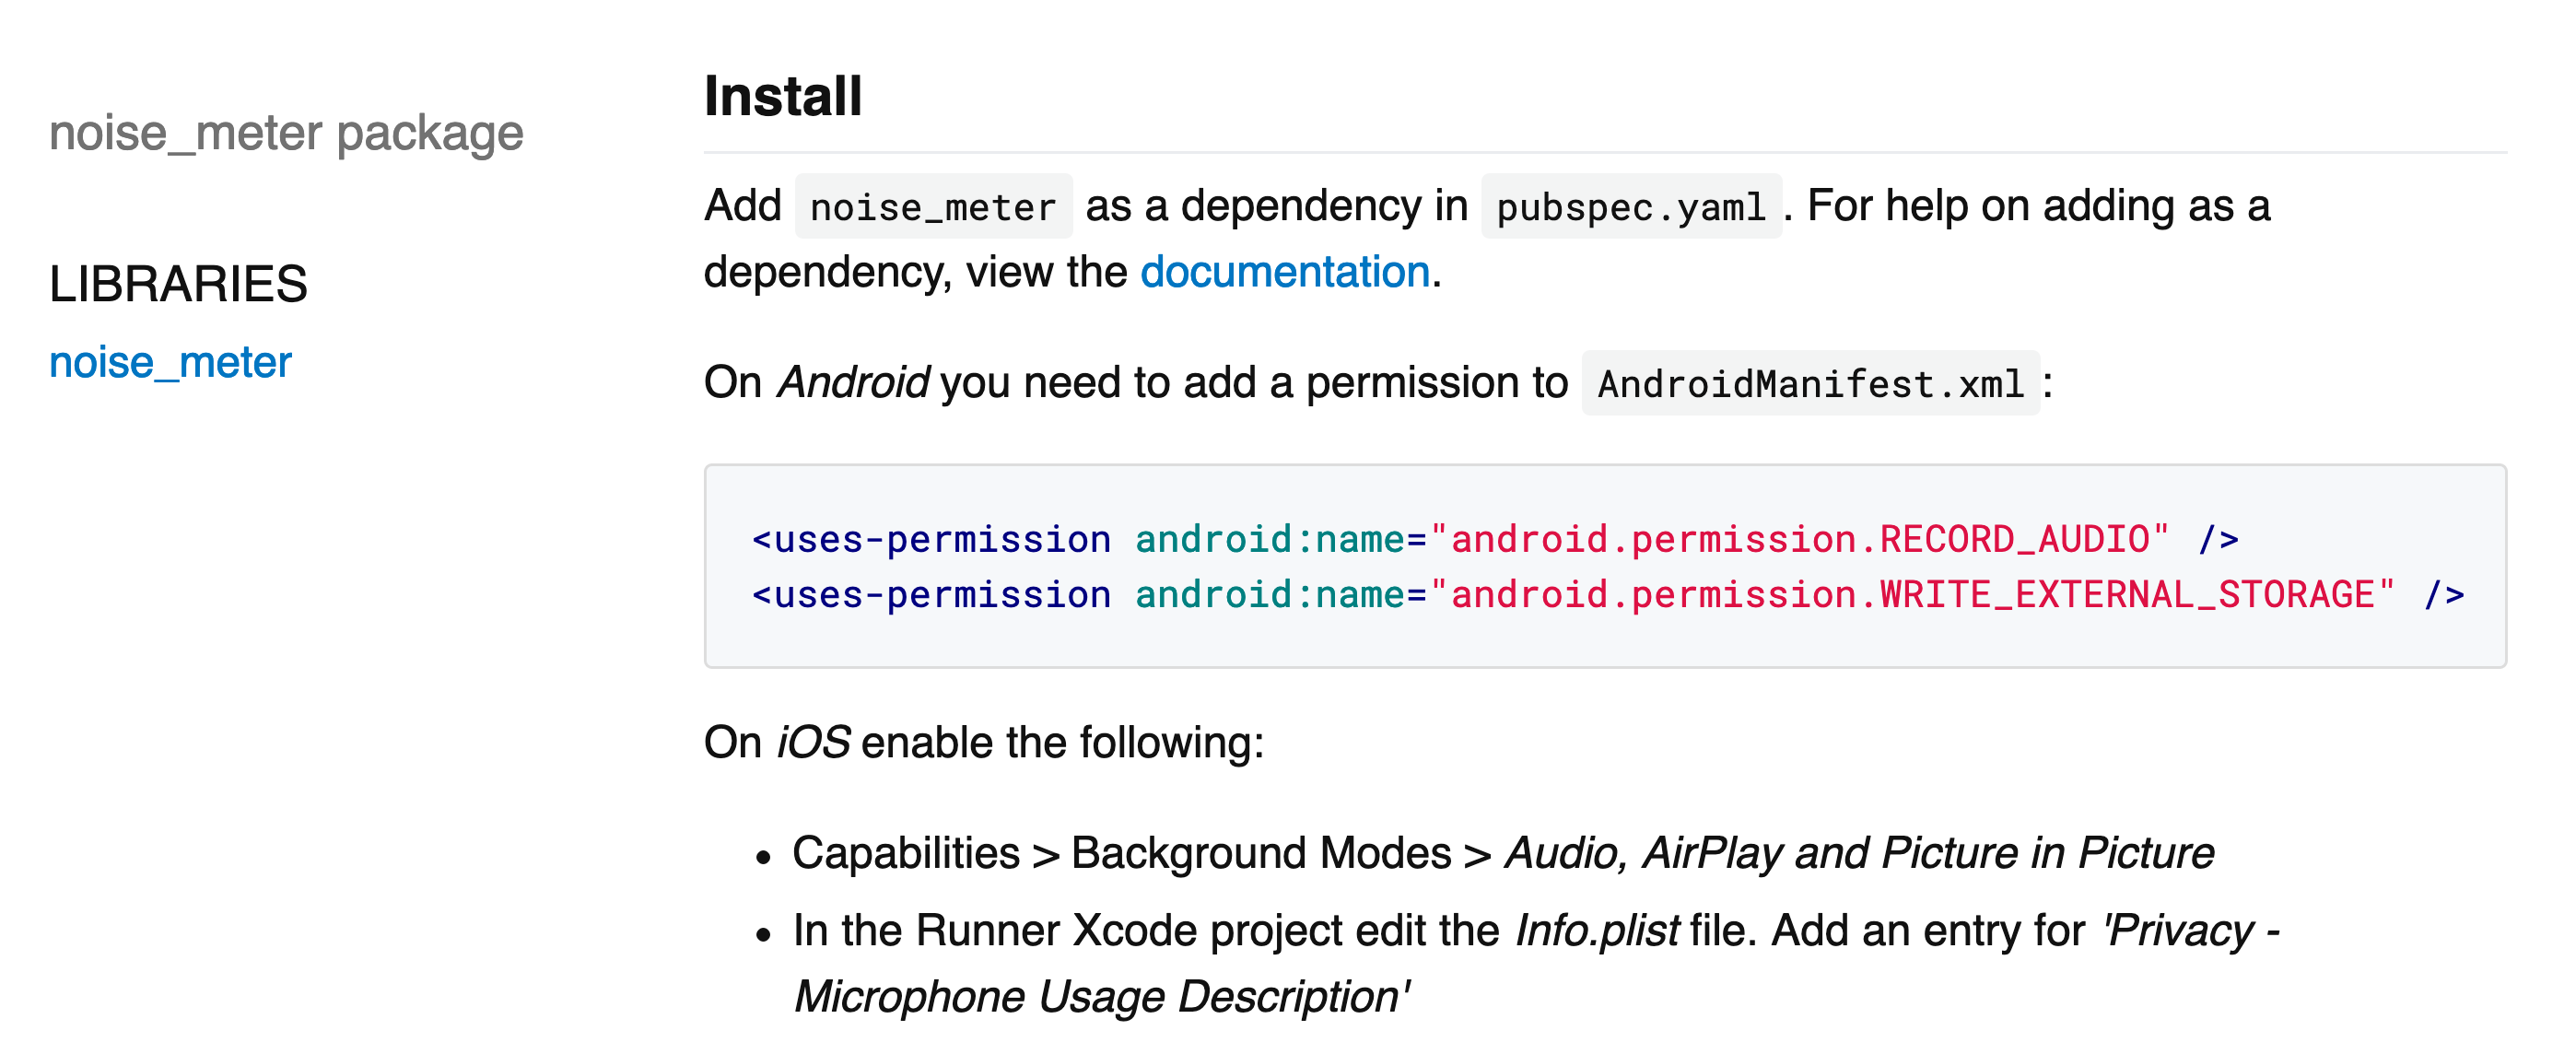 noise_meter package
LIBRARIES
noise_meter
Install
Add noise_meter as a dependency in pubspec.yaml. For help on adding as a
dependency, view the documentation.
On Android you need to add a permission to AndroidManifest.xml:
<uses-permission android:name="android.permission.RECORD_AUDIO" />
<uses-permission android:name="android.permission.WRITE_EXTERNAL_STORAGE" />
On iOS enable the following:
• Capabilities > Background Modes > Audio, AirPlay and Picture in Picture
• In the Runner Xcode project edit the Info.plist file. Add an entry for 'Privacy -
Microphone Usage Description'